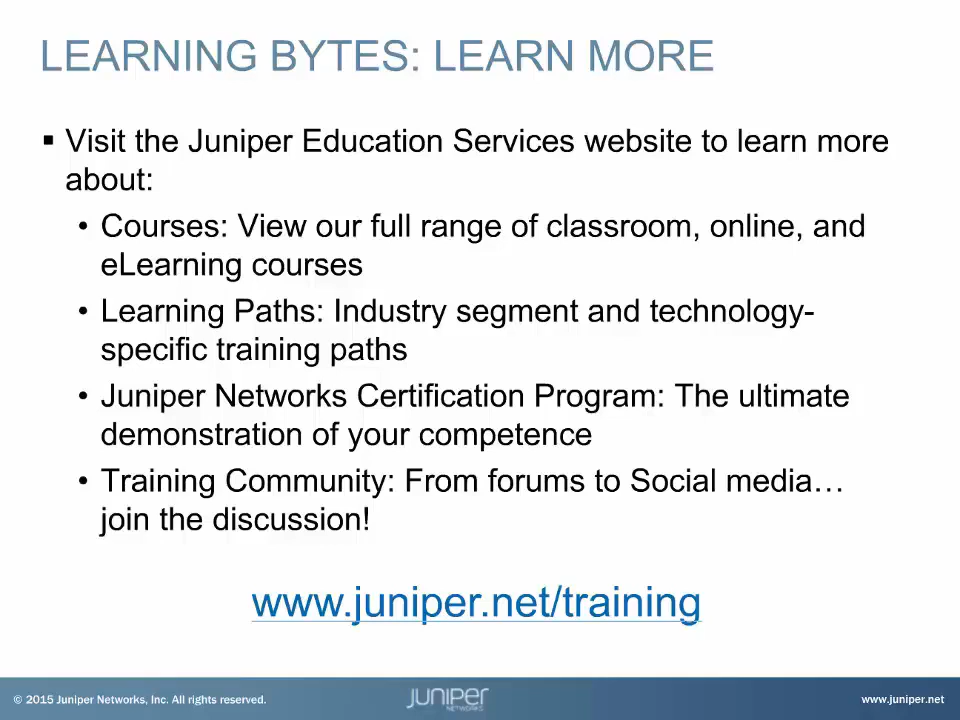 LEARNING BYTES: LEARN MORE
▪ Visit the Juniper Education Services website to learn more
about:
• Courses: View our full range of classroom, online, and
eLearning courses
• Learning Paths: Industry segment and technology-
specific training paths
• Juniper Networks Certification Program: The ultimate
demonstration of your competence
• Training Community: From forums to Social media…
join the discussion!
www.juniper.net/training
© 2015 Juniper Networks, Inc. All rights reserved.
JUNIPER
NETWORKS
www.juniper.net